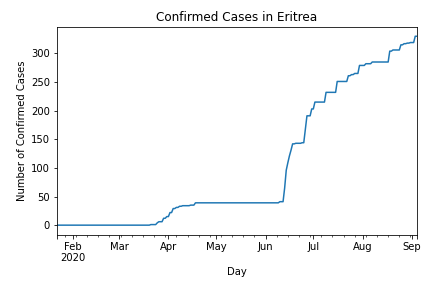 Confirmed Cases in Eritrea
Number of Confirmed Cases
300
250
200
150
100
50
0
Feb Mar Apr May Jun Jul Aug Sep
2020
Day